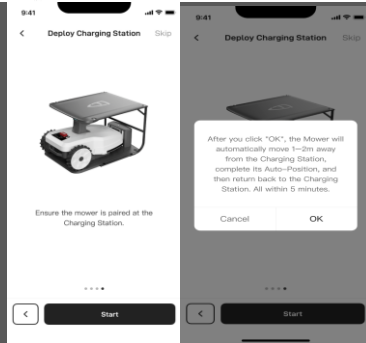 9:41
Deploy Charging Station Skip
Ensure the mower is paired at the
Charging Station.
Start
9:41
Deploy Charging Station Skip
After you click "OK", the Mower will
automatically move 1—2m away
from the Charging Station,
complete its Auto-Position, and
then return back to the Charging
Station. All within 5 minutes.
Cancel OK
Start